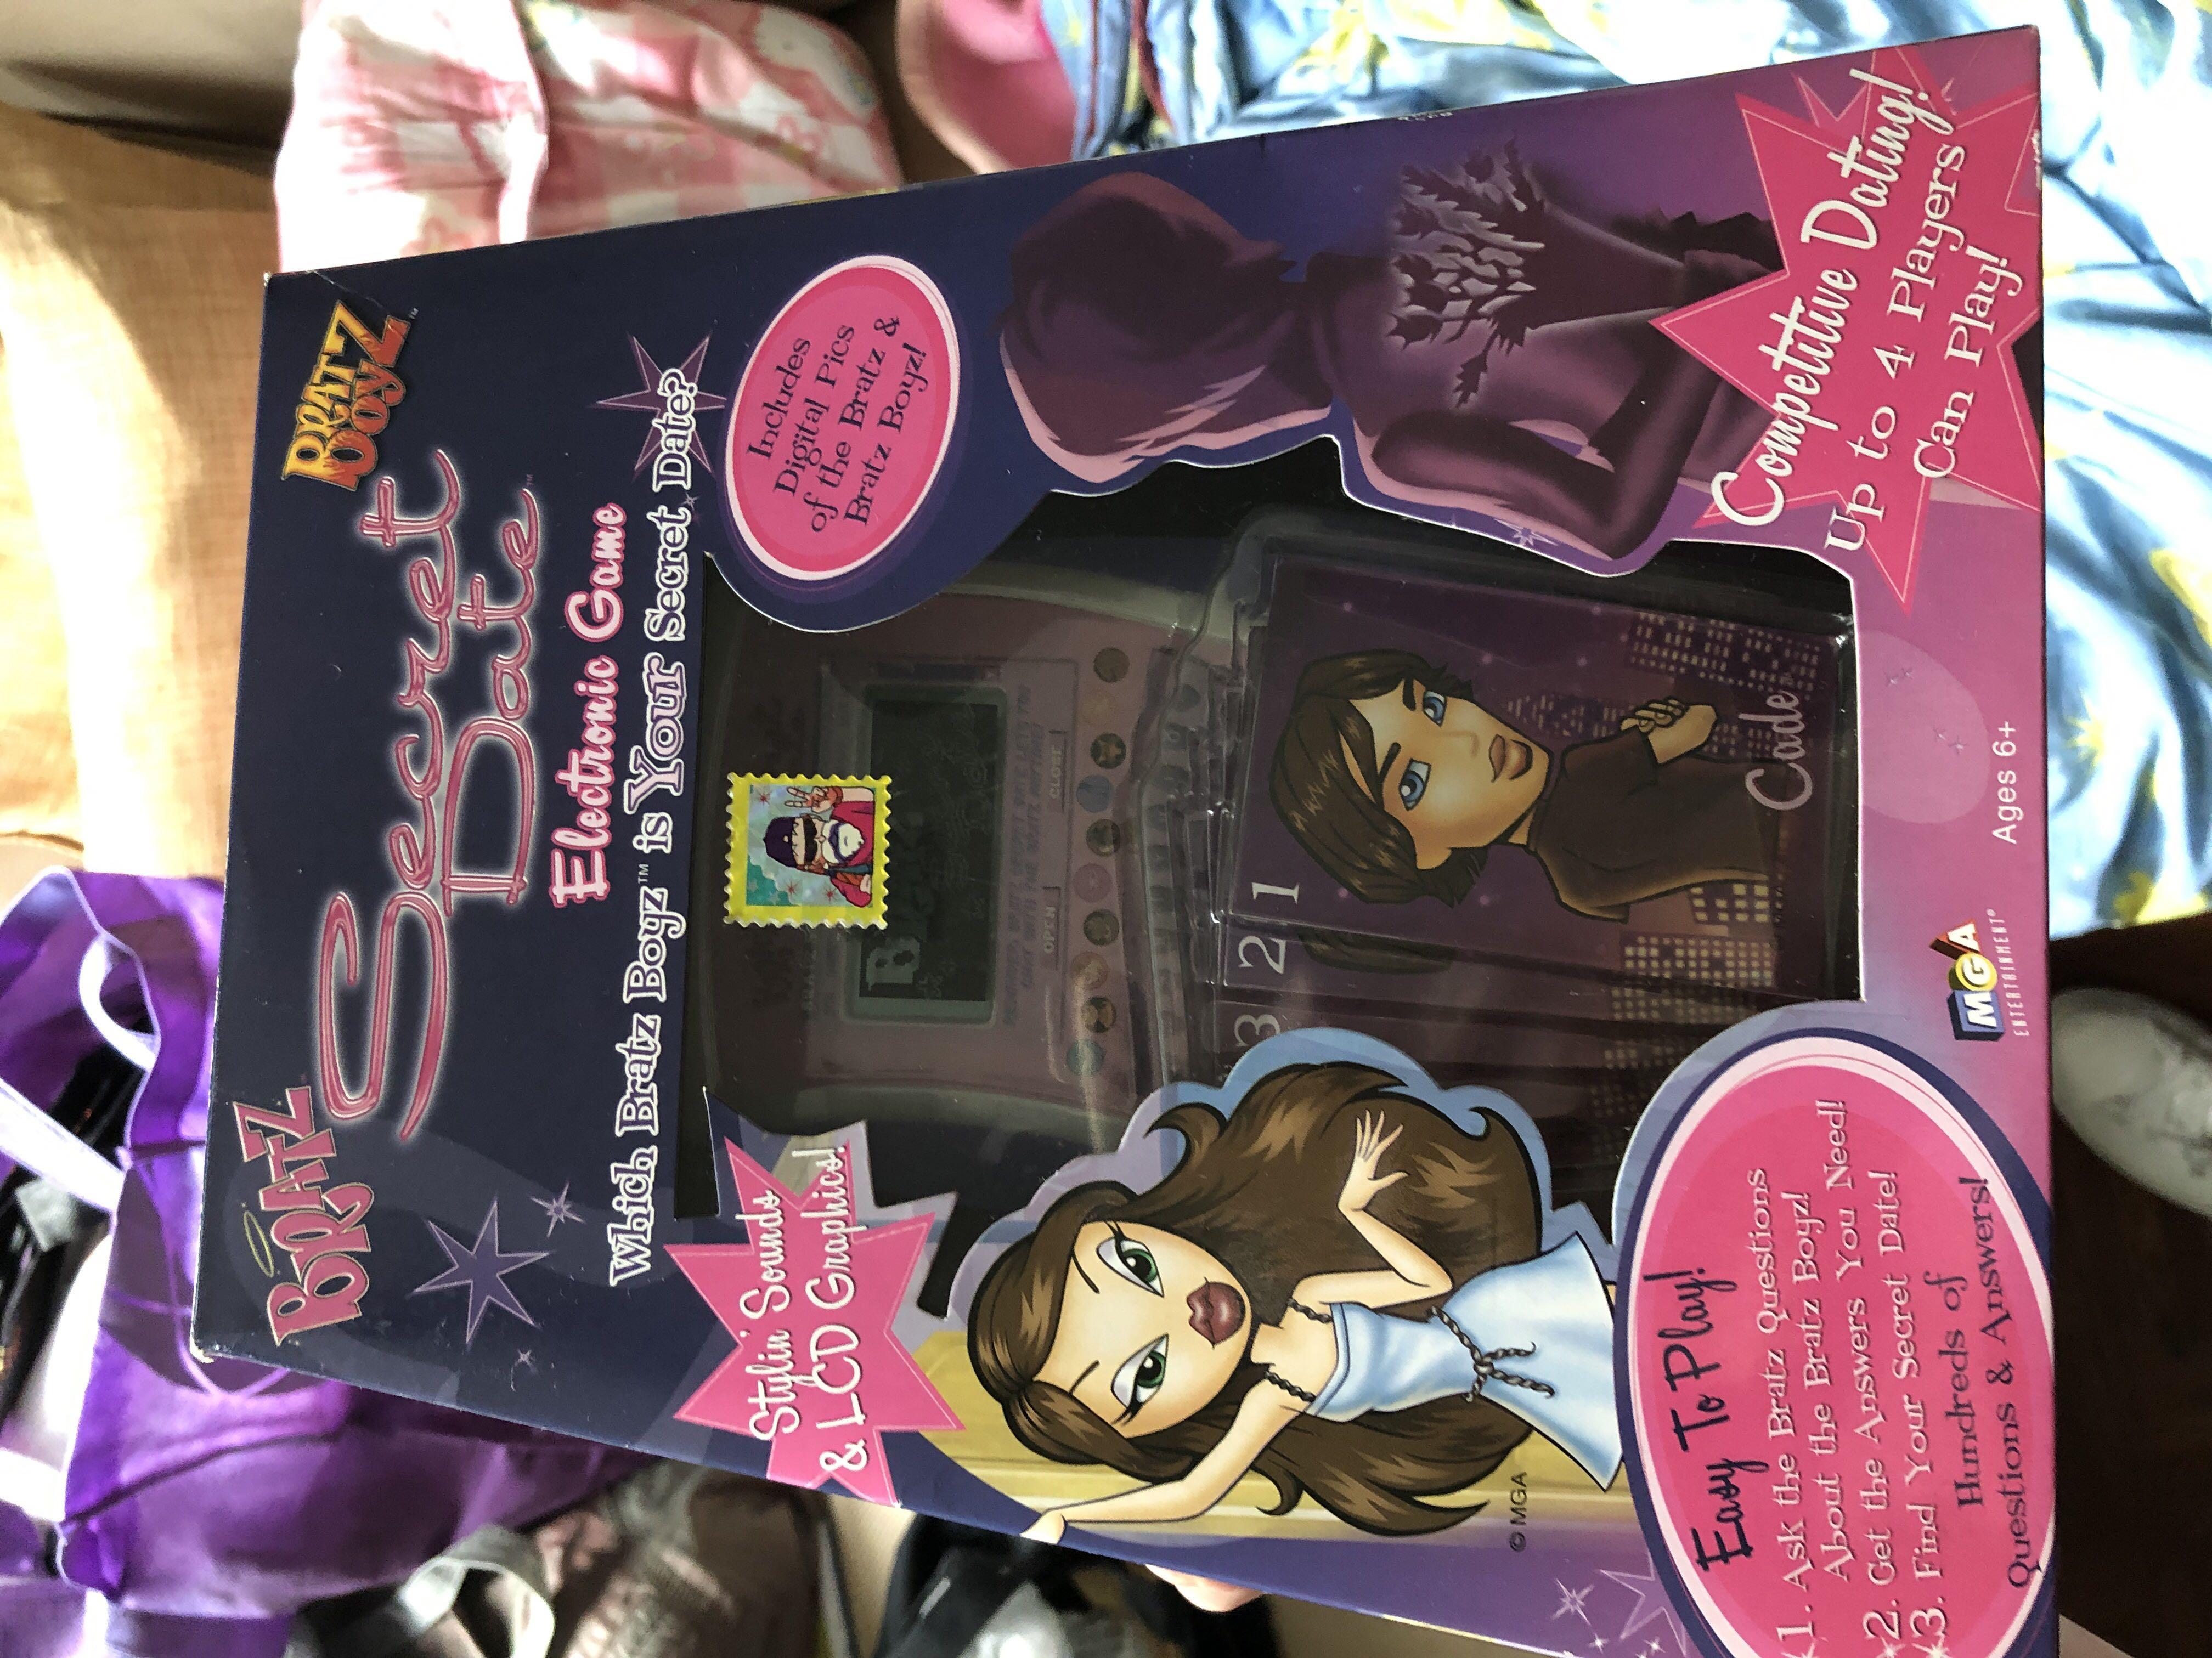 BRATZ
BRATZ
BOYZ™
Secret
Date™
Electronic Game
Which Bratz Boyz™ is Your Secret Date?
Stylin' Sounds
& LCD Graphics!
Includes
Digital Pics
of the Bratz &
Bratz Boyz!
OPEN
CLOSE
3
2
1
Cade
Competitive Dating!
Up to 4 Players
Can Play!
© MGA
Easy To Play!
1. Ask the Bratz Questions
About the Bratz Boyz!
2. Get the Answers You Need!
3. Find Your Secret Date!
Hundreds of
Questions & Answers!
MGA
ENTERTAINMENT®
Ages 6+